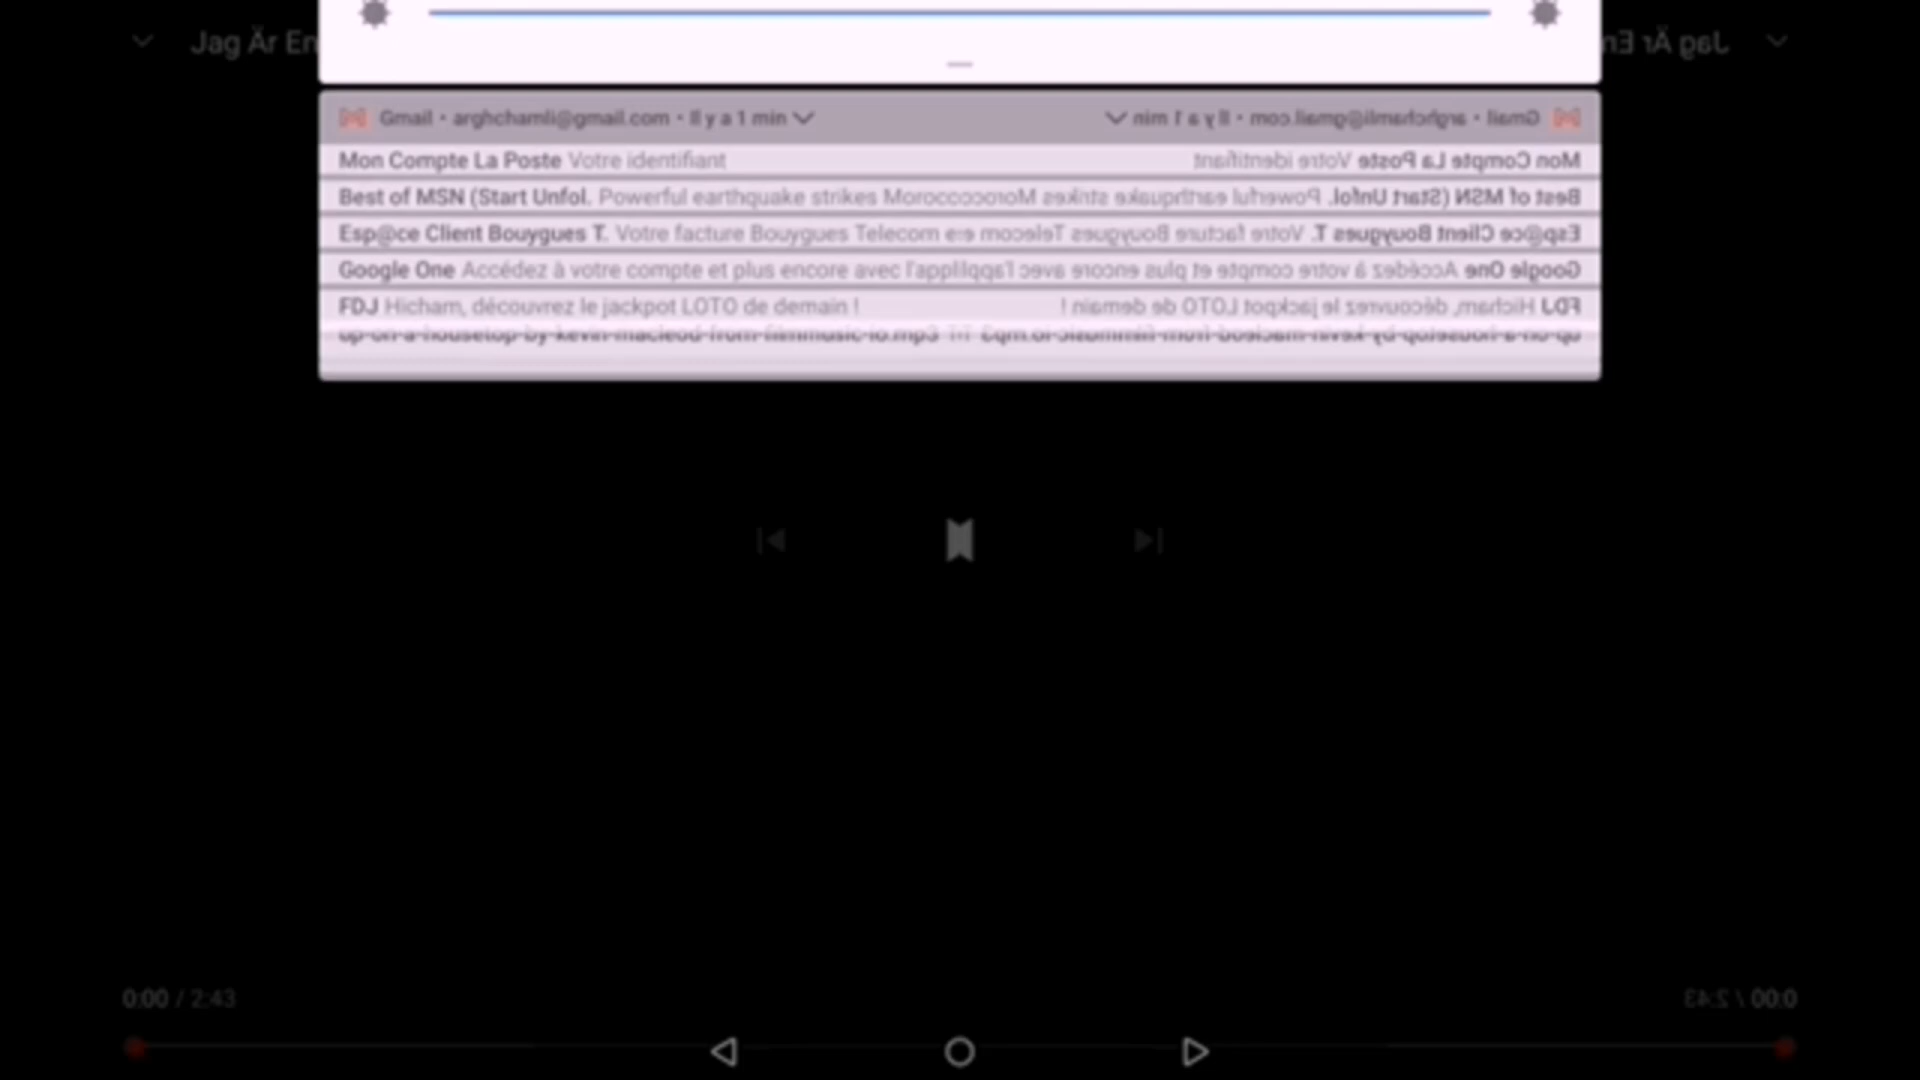 Jag Är En
Gmail • arghchamli@gmail.com • Il y a 1 min
Mon Compte La Poste Votre identifiant
Best of MSN (Start Unfol. Powerful earthquake strikes Moroc
Esp@ce Client Bouygues T. Votre facture Bouygues Telecom e
Google One Accédez à votre compte et plus encore avec l'appli
FDJ Hicham, découvrez le jackpot LOTO de demain !
up-on-a-housetop-by-kevin-macleod-from-filmmusic-io.mp3
0:00 / 2:43